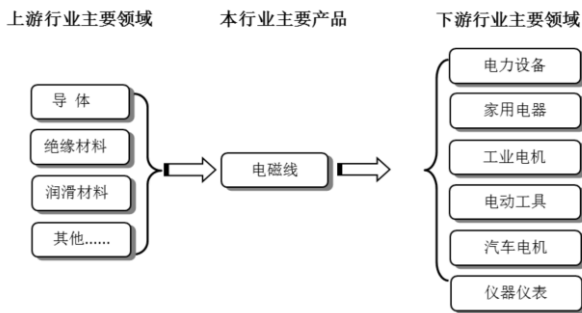 上游行业主要领域
本行业主要产品
下游行业主要领域
导 体
绝缘材料
润滑材料
其他......
电磁线
电力设备
家用电器
工业电机
电动工具
汽车电机
仪器仪表